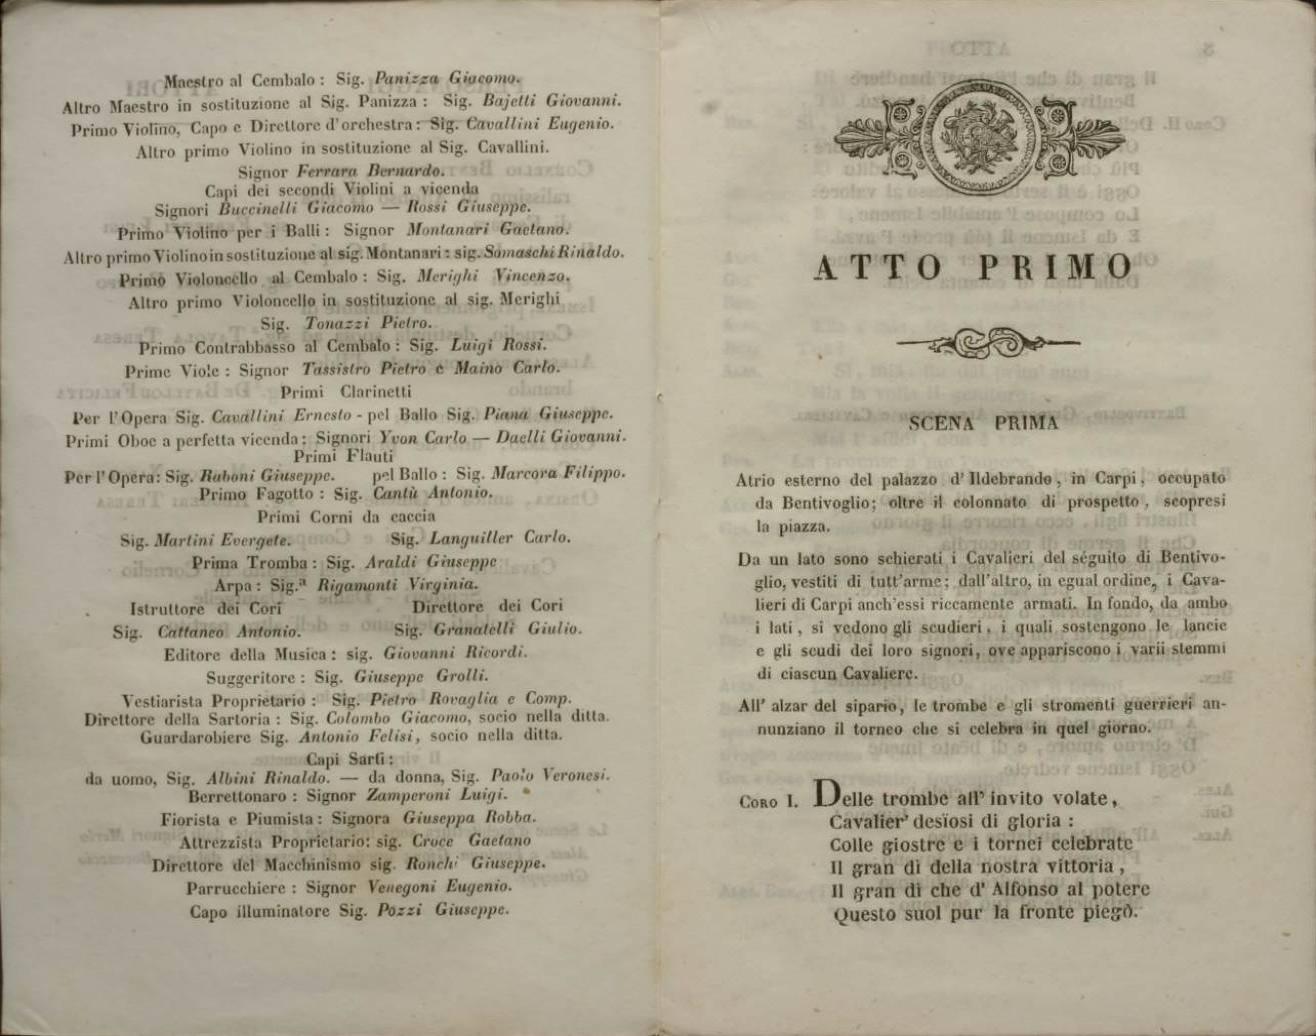 Maestro al Cembalo : Sig. Panizza Giacomo.
Altro Maestro in sostituzione al Sig. Panizza : Sig. Bajetti Giovanni.
Primo Violino, Capo e Direttore d'orchestra : Sig. Cavallini Eugenio.
Altro primo Violino in sostituzione al Sig. Cavallini.
Signor Ferrara Bernardo.
Capi dei secondi Violini a vicenda
Signori Buccinelli Giacomo — Rossi Giuseppe.
Primo Violino per i Balli : Signor Montanari Gaetano.
Altro primo Violino in sostituzione al sig. Montanari : sig. Somaschi Rinaldo.
Primo Violoncello al Cembalo : Sig. Merighi Vincenzo.
Altro primo Violoncello in sostituzione al sig. Merighi
Sig. Tonazzi Pietro.
Primo Contrabbasso al Cembalo : Sig. Luigi Rossi.
Prime Viole : Signor Tassistro Pietro e Maino Carlo.
Primi Clarinetti
Per l'Opera Sig. Cavallini Ernesto - pel Ballo Sig. Piana Giuseppe.
Primi Oboe a perfetta vicenda : Signori Yvon Carlo — Daelli Giovanni.
Primi Flauti
Per l'Opera : Sig. Raboni Giuseppe. pel Ballo : Sig. Marcora Filippo.
Primo Fagotto : Sig. Cantù Antonio.
Primi Corni da caccia
Sig. Martini Evergete. Sig. Languiller Carlo.
Prima Tromba : Sig. Araldi Giuseppe
Arpa : Sig.ª Rigamonti Virginia.
Istruttore dei Cori Direttore dei Cori
Sig. Cattaneo Antonio. Sig. Granatelli Giulio.
Editore della Musica : sig. Giovanni Ricordi.
Suggeritore : Sig. Giuseppe Grolli.
Vestiarista Proprietario : Sig. Pietro Rovaglia e Comp.
Direttore della Sartoria : Sig. Colombo Giacomo, socio nella ditta.
Guardarobiere Sig. Antonio Felisi, socio nella ditta.
Capi Sarti :
da uomo, Sig. Albini Rinaldo. — da donna, Sig. Paolo Veronesi.
Berrettonaro : Signor Zamperoni Luigi.
Fiorista e Piumista : Signora Giuseppa Robba.
Attrezzista Proprietario : sig. Croce Gaetano
Direttore del Macchinismo sig. Ronchi Giuseppe.
Parrucchiere : Signor Venegoni Eugenio.
Capo illuminatore Sig. Pozzi Giuseppe.
ATTO PRIMO
SCENA PRIMA
Atrio esterno del palazzo d' Ildebrando, in Carpi, occupato
da Bentivoglio; oltre il colonnato di prospetto, scopresi
la piazza.
Da un lato sono schierati i Cavalieri del séguito di Bentivo-
glio, vestiti di tutt'arme; dall'altro, in egual ordine, i Cava-
lieri di Carpi anch'essi riccamente armati. In fondo, da ambo
i lati, si vedono gli scudieri, i quali sostengono le lancie
e gli scudi dei loro signori, ove appariscono i varii stemmi
di ciascun Cavaliere.
All' alzar del sipario, le trombe e gli stromenti guerrieri an-
nunziano il torneo che si celebra in quel giorno.
CORO I. Delle trombe all' invito volate,
Cavalier' desïosi di gloria :
Colle giostre e i tornei celebrate
Il gran dì della nostra vittoria,
Il gran dì che d' Alfonso al potere
Questo suol pur la fronte piegò.